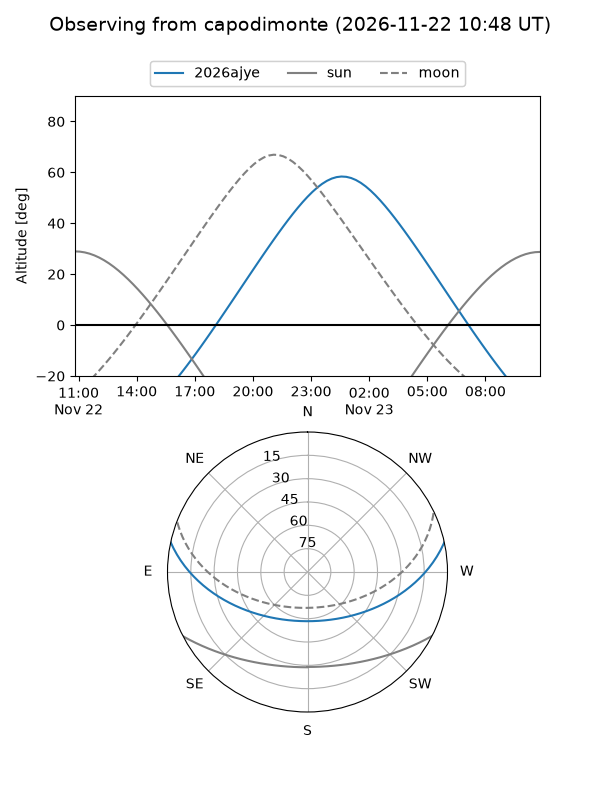 Observing from capodimonte (2026-11-22 10:48 UT)
2026ajye sun moon
80
60
40
20
0
−20
Altitude [deg]
11:00 14:00 17:00 20:00 23:00 02:00 05:00 08:00
Nov 22 Nov 23
N
NE NW
15
30
45
60
75
E W
SE SW
S